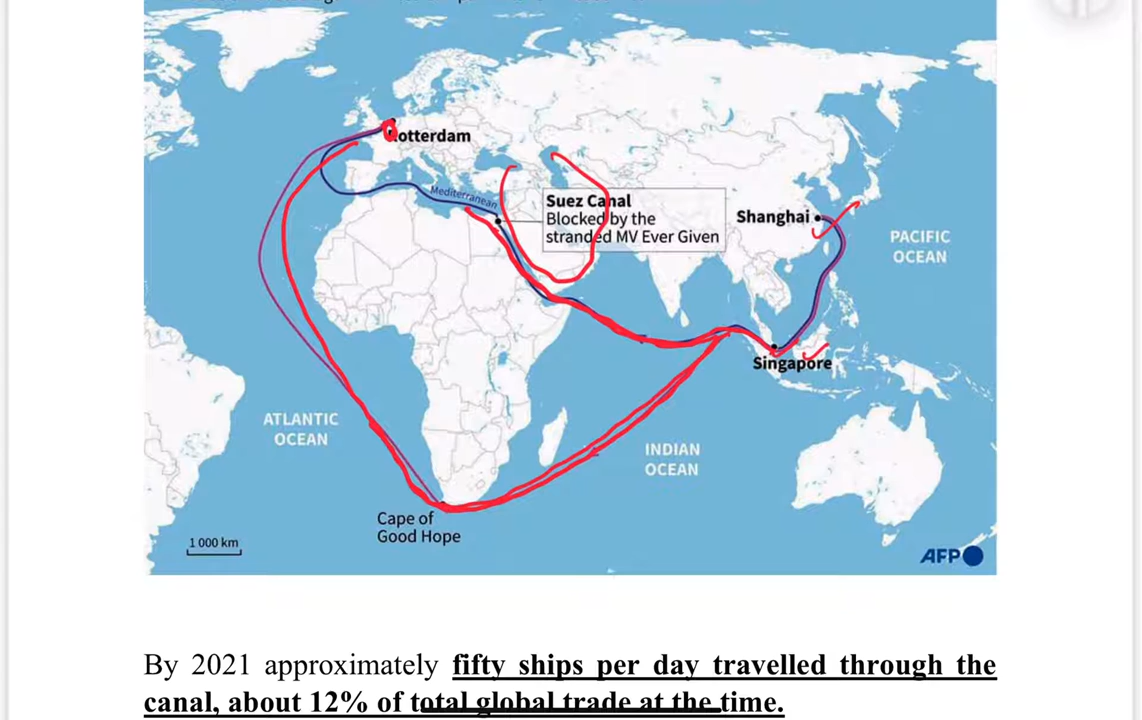 Rotterdam
Mediterranean
Suez Canal
Blocked by the
stranded MV Ever Given
Shanghai
PACIFIC
OCEAN
Singapore
ATLANTIC
OCEAN
INDIAN
OCEAN
Cape of
Good Hope
1 000 km
AFP
By 2021 approximately fifty ships per day travelled through the
canal, about 12% of total global trade at the time.